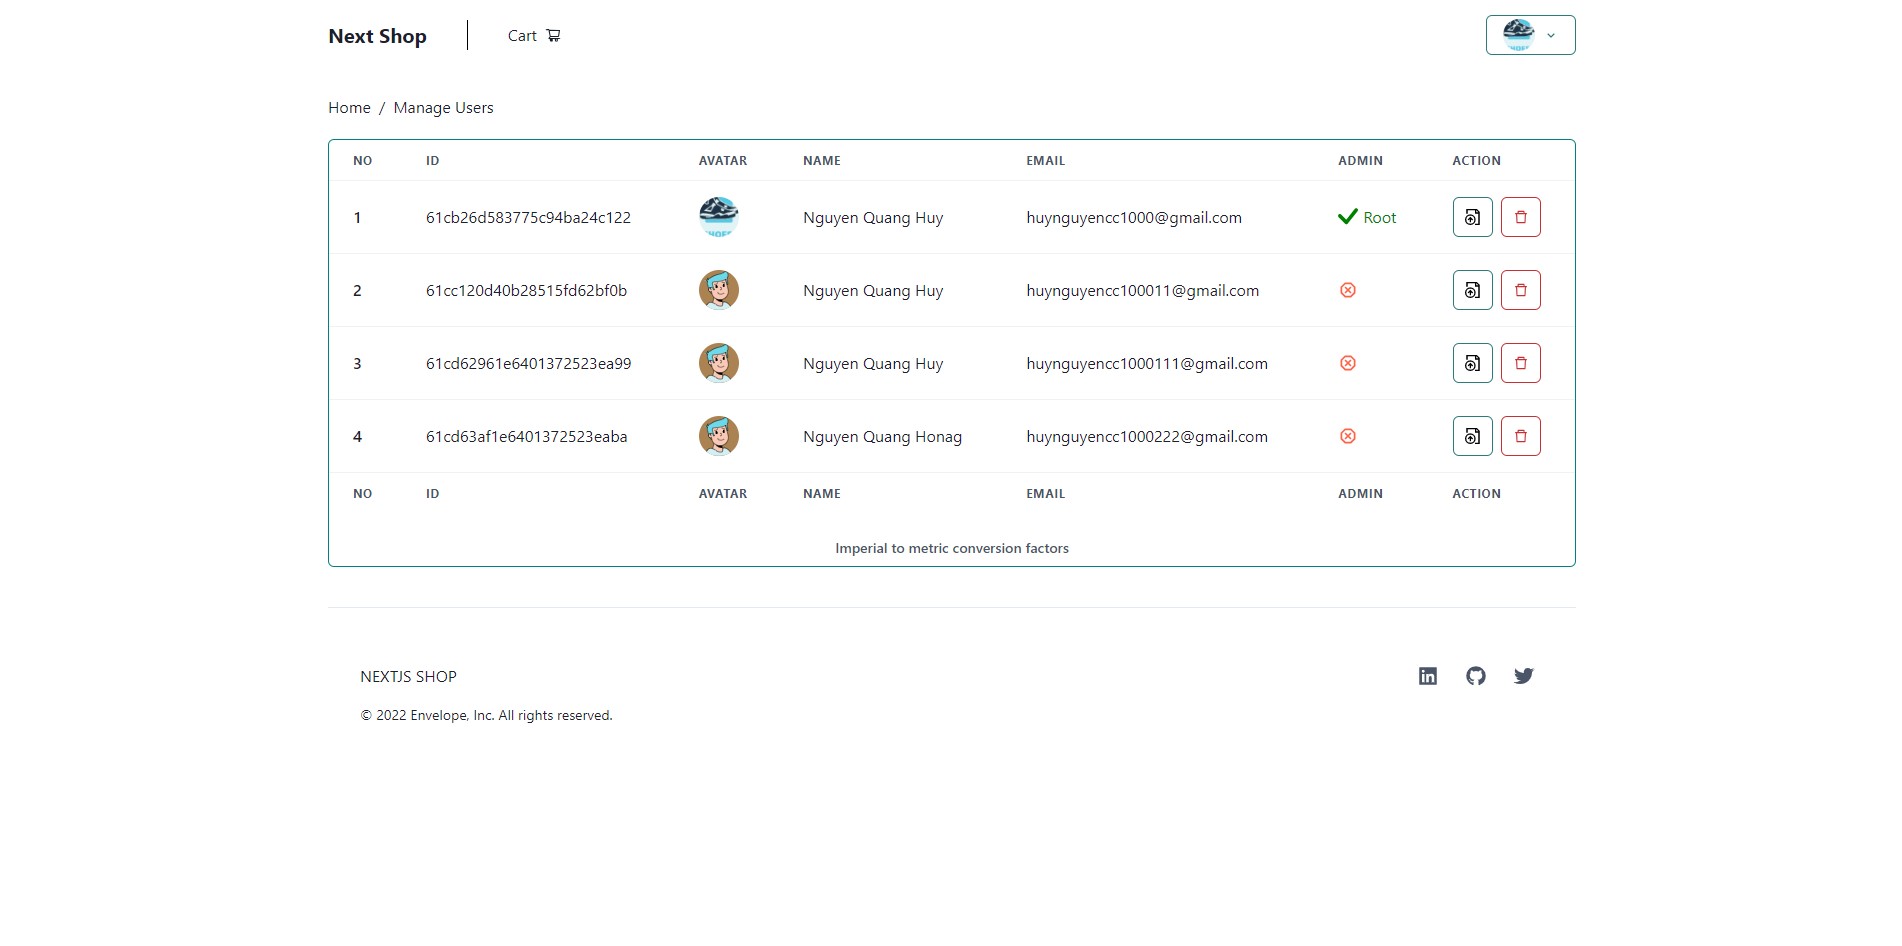 Next Shop Cart
Home / Manage Users
NO ID AVATAR NAME EMAIL ADMIN ACTION
1 61cb26d583775c94ba24c122 Nguyen Quang Huy huynguyencc1000@gmail.com Root
2 61cc120d40b28515fd62bf0b Nguyen Quang Huy huynguyencc100011@gmail.com
3 61cd62961e6401372523ea99 Nguyen Quang Huy huynguyencc1000111@gmail.com
4 61cd63af1e6401372523eaba Nguyen Quang Honag huynguyencc1000222@gmail.com
NO ID AVATAR NAME EMAIL ADMIN ACTION
Imperial to metric conversion factors
NEXTJS SHOP
© 2022 Envelope, Inc. All rights reserved.